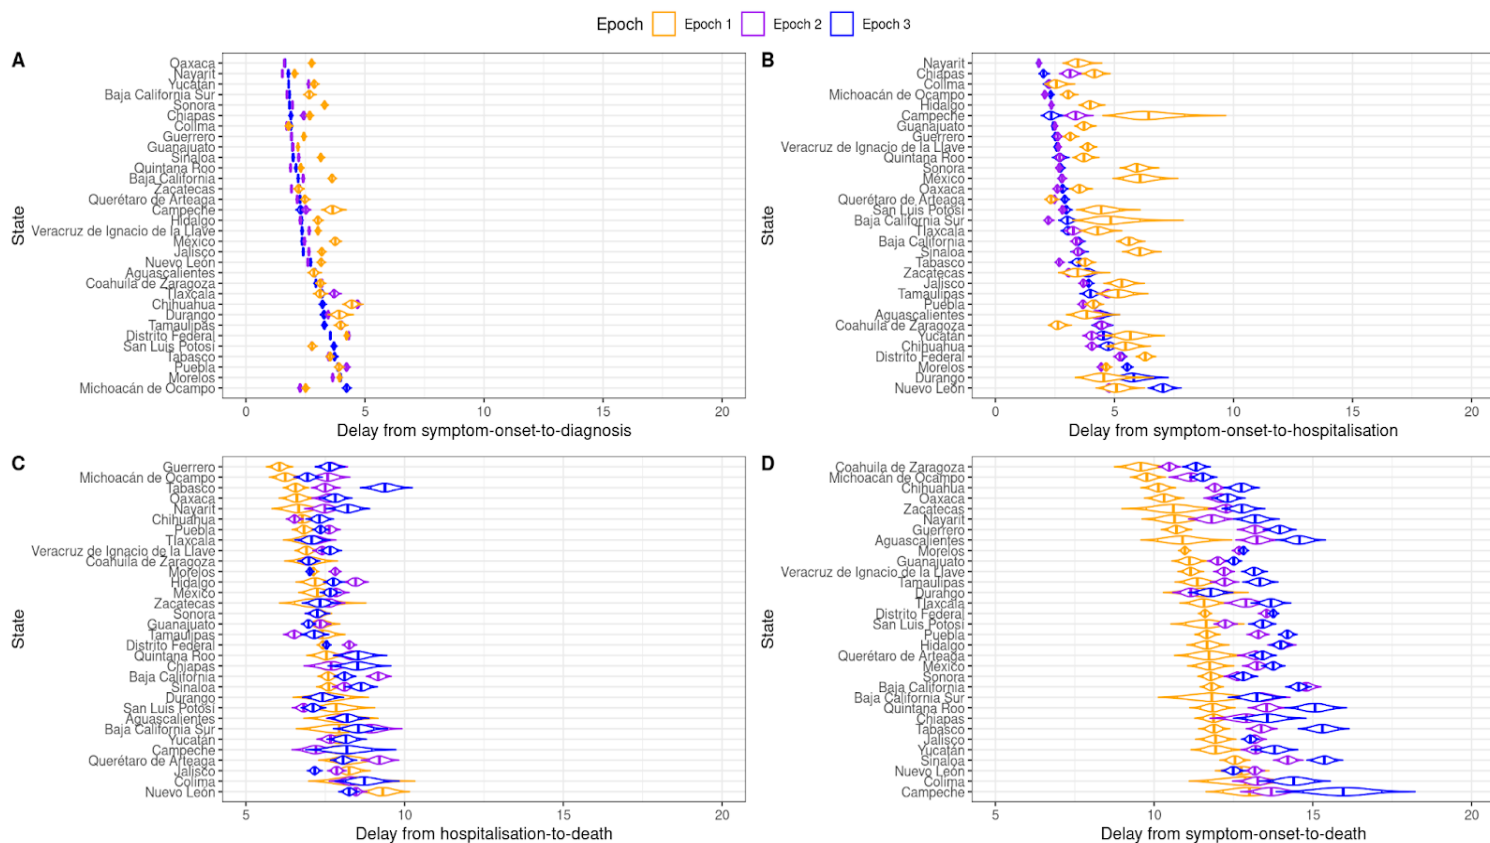 Epoch Epoch 1 Epoch 2 Epoch 3
A
State
Oaxaca
Nayarit
Yucatán
Baja California Sur
Sonora
Chiapas
Colima
Guerrero
Guanajuato
Sinaloa
Quintana Roo
Baja California
Zacatecas
Querétaro de Arteaga
Campeche
Hidalgo
Veracruz de Ignacio de la Llave
México
Jalisco
Nuevo León
Aguascalientes
Coahuila de Zaragoza
Tlaxcala
Chihuahua
Durango
Tamaulipas
Distrito Federal
San Luis Potosí
Tabasco
Puebla
Morelos
Michoacán de Ocampo
0 5 10 15 20
Delay from symptom-onset-to-diagnosis
B
State
Nayarit
Chiapas
Colima
Michoacán de Ocampo
Hidalgo
Campeche
Guanajuato
Guerrero
Veracruz de Ignacio de la Llave
Quintana Roo
Sonora
México
Oaxaca
Querétaro de Arteaga
San Luis Potosí
Baja California Sur
Tlaxcala
Baja California
Sinaloa
Tabasco
Zacatecas
Jalisco
Tamaulipas
Puebla
Aguascalientes
Coahuila de Zaragoza
Yucatán
Chihuahua
Distrito Federal
Morelos
Durango
Nuevo León
0 5 10 15 20
Delay from symptom-onset-to-hospitalisation
C
State
Guerrero
Michoacán de Ocampo
Tabasco
Oaxaca
Nayarit
Chihuahua
Puebla
Tlaxcala
Veracruz de Ignacio de la Llave
Coahuila de Zaragoza
Morelos
Hidalgo
México
Zacatecas
Sonora
Guanajuato
Tamaulipas
Distrito Federal
Quintana Roo
Chiapas
Baja California
Sinaloa
Durango
San Luis Potosí
Aguascalientes
Baja California Sur
Yucatán
Campeche
Querétaro de Arteaga
Jalisco
Colima
Nuevo León
5 10 15 20
Delay from hospitalisation-to-death
D
State
Coahuila de Zaragoza
Michoacán de Ocampo
Chihuahua
Oaxaca
Zacatecas
Nayarit
Guerrero
Aguascalientes
Morelos
Guanajuato
Veracruz de Ignacio de la Llave
Tamaulipas
Durango
Tlaxcala
Distrito Federal
San Luis Potosí
Puebla
Hidalgo
Querétaro de Arteaga
México
Sonora
Baja California
Baja California Sur
Quintana Roo
Chiapas
Tabasco
Jalisco
Yucatán
Sinaloa
Nuevo León
Colima
Campeche
5 10 15 20
Delay from symptom-onset-to-death